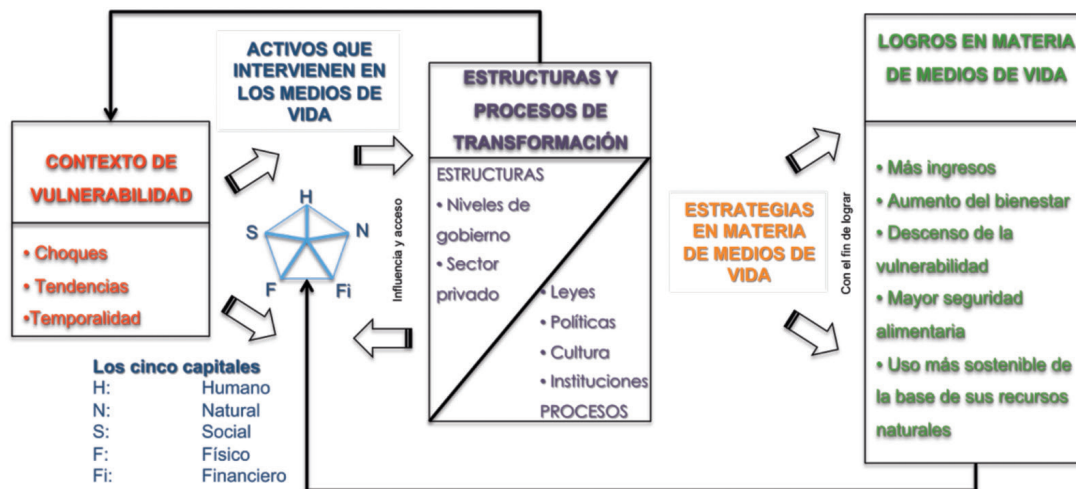 ACTIVOS QUE
INTERVIENEN EN
LOS MEDIOS DE
VIDA
CONTEXTO DE
VULNERABILIDAD
• Choques
• Tendencias
•Temporalidad
H
S
N
F
Fi
Los cinco capitales
H: Humano
N: Natural
S: Social
F: Físico
Fi: Financiero
Influencia y acceso
ESTRUCTURAS Y
PROCESOS DE
TRANSFORMACIÓN
ESTRUCTURAS
• Niveles de
gobierno
• Sector
privado
• Leyes
• Políticas
• Cultura
• Instituciones
PROCESOS
ESTRATEGIAS
EN MATERIA
DE MEDIOS DE
VIDA
Con el fin de lograr
LOGROS EN MATERIA
DE MEDIOS DE VIDA
• Más ingresos
• Aumento del bienestar
• Descenso de la
vulnerabilidad
• Mayor seguridad
alimentaria
• Uso más sostenible de
la base de sus recursos
naturales